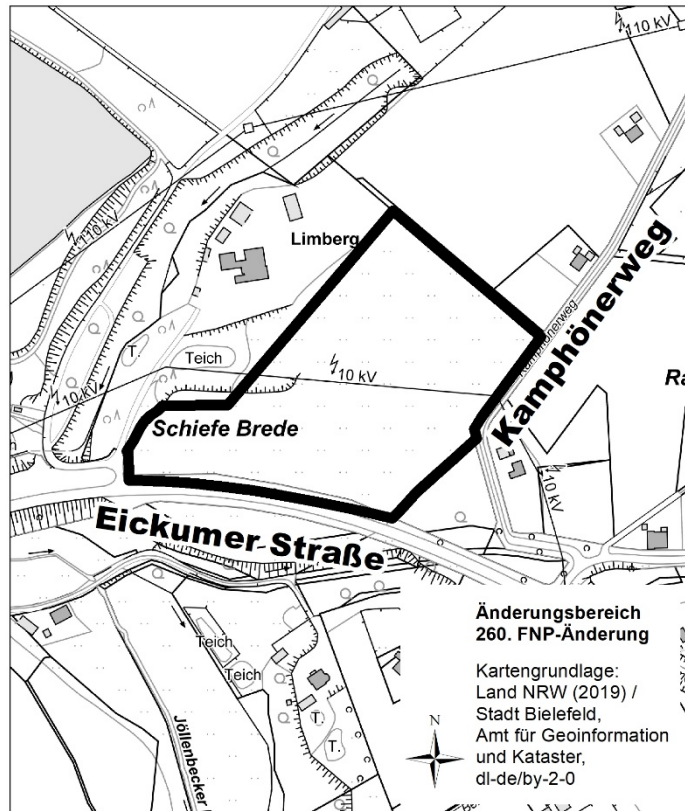 110 kV
Limberg
110 kV
Kamphönerweg
Kamphönerweg
T.
Teich
10 kV
10 kV
Ra
Schiefe Brede
10 kV
Eickumer Straße
Teich
Teich
T.
T.
Jöllenbecker
Änderungsbereich
260. FNP-Änderung
Kartengrundlage:
Land NRW (2019) /
Stadt Bielefeld,
Amt für Geoinformation
und Kataster,
dl-de/by-2-0
N